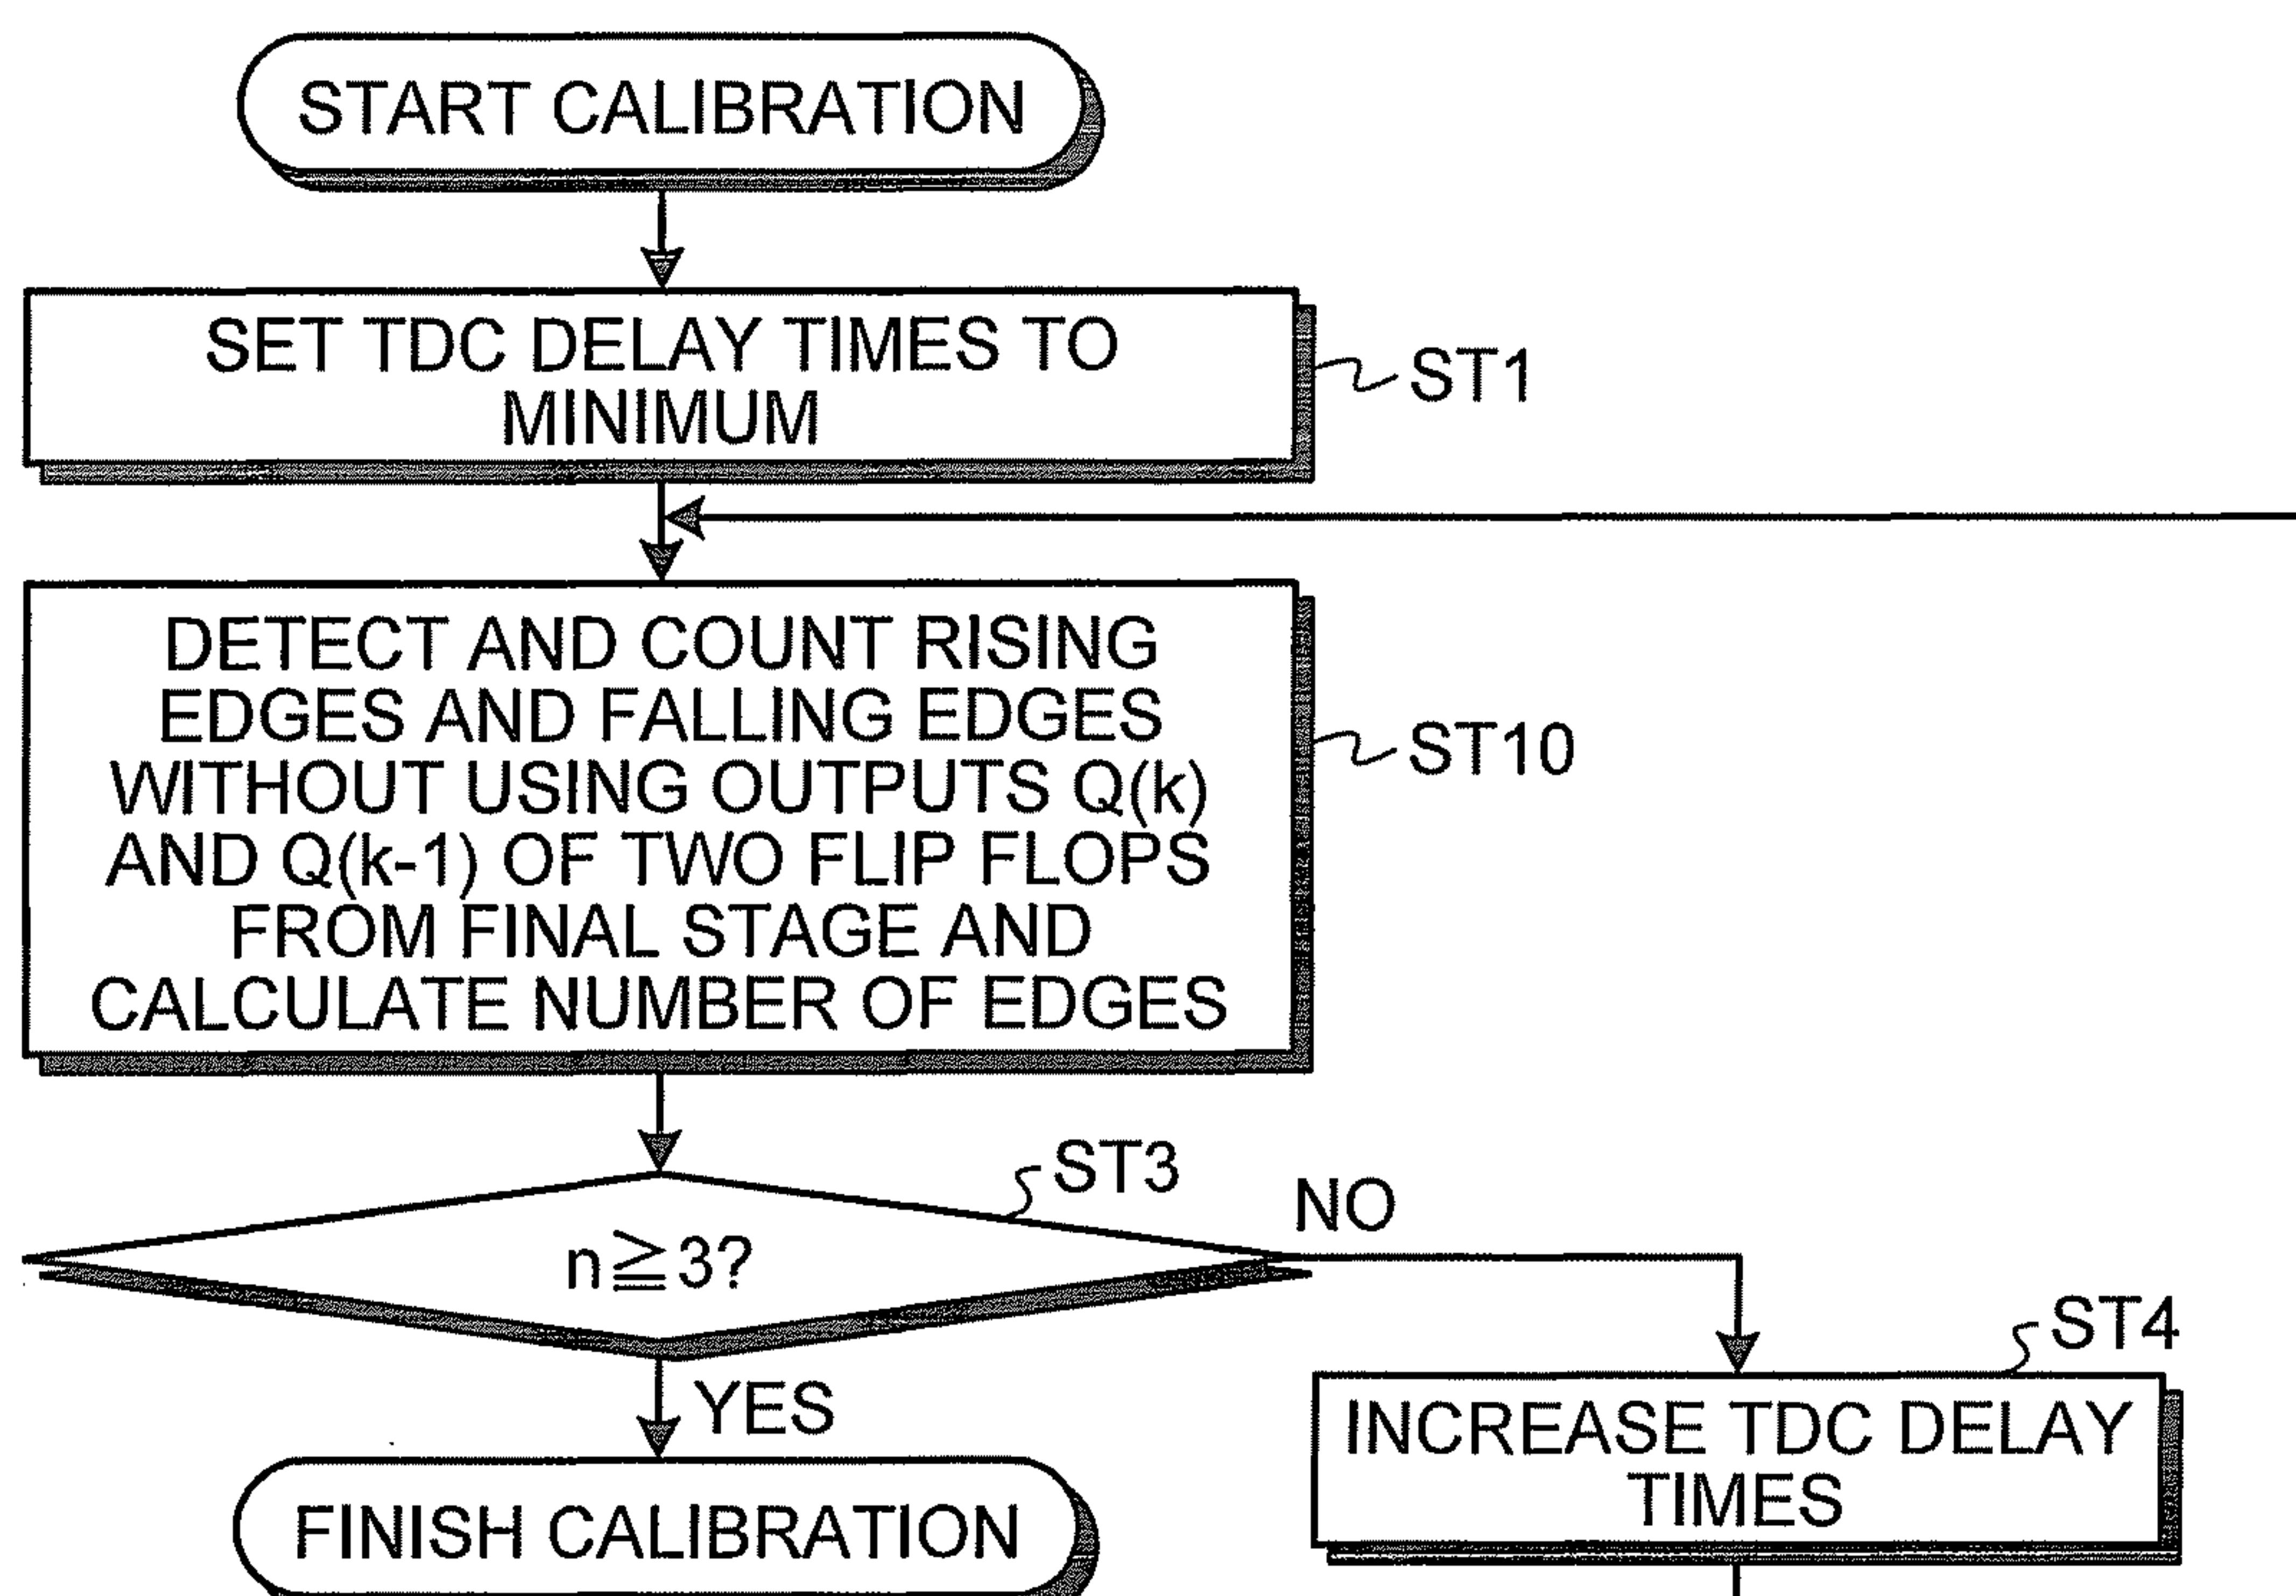 START CALIBRATION
SET TDC DELAY TIMES TO
MINIMUM
ST1
DETECT AND COUNT RISING
EDGES AND FALLING EDGES
WITHOUT USING OUTPUTS Q(k)
AND Q(k-1) OF TWO FLIP FLOPS
FROM FINAL STAGE AND
CALCULATE NUMBER OF EDGES
ST10
ST3
n≧3?
NO
YES
ST4
INCREASE TDC DELAY
TIMES
FINISH CALIBRATION